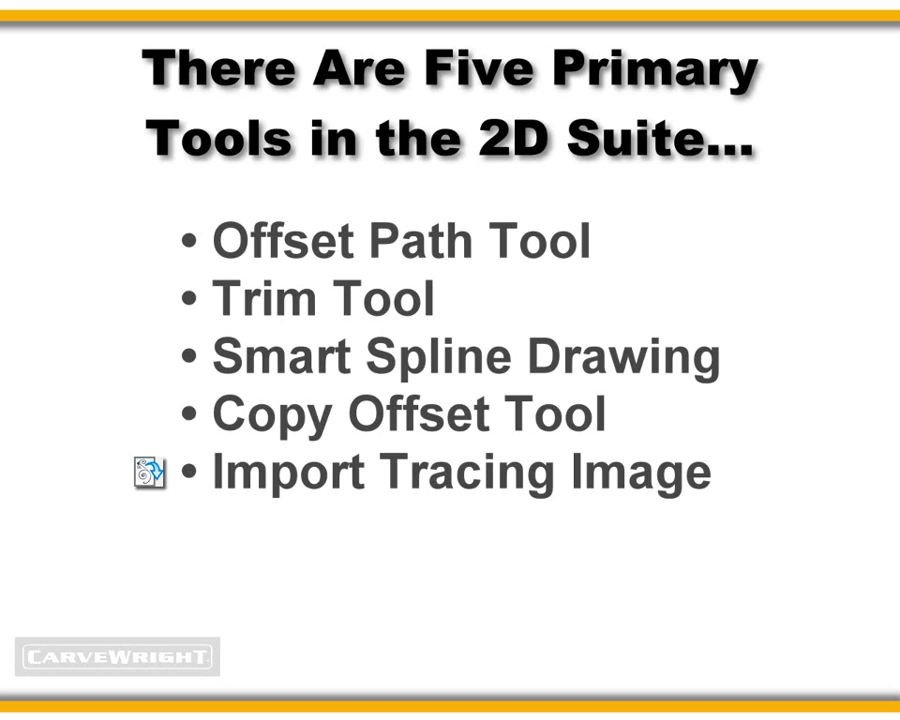 There Are Five Primary
Tools in the 2D Suite...
• Offset Path Tool
• Trim Tool
• Smart Spline Drawing
• Copy Offset Tool
• Import Tracing Image
CARVEWRIGHT